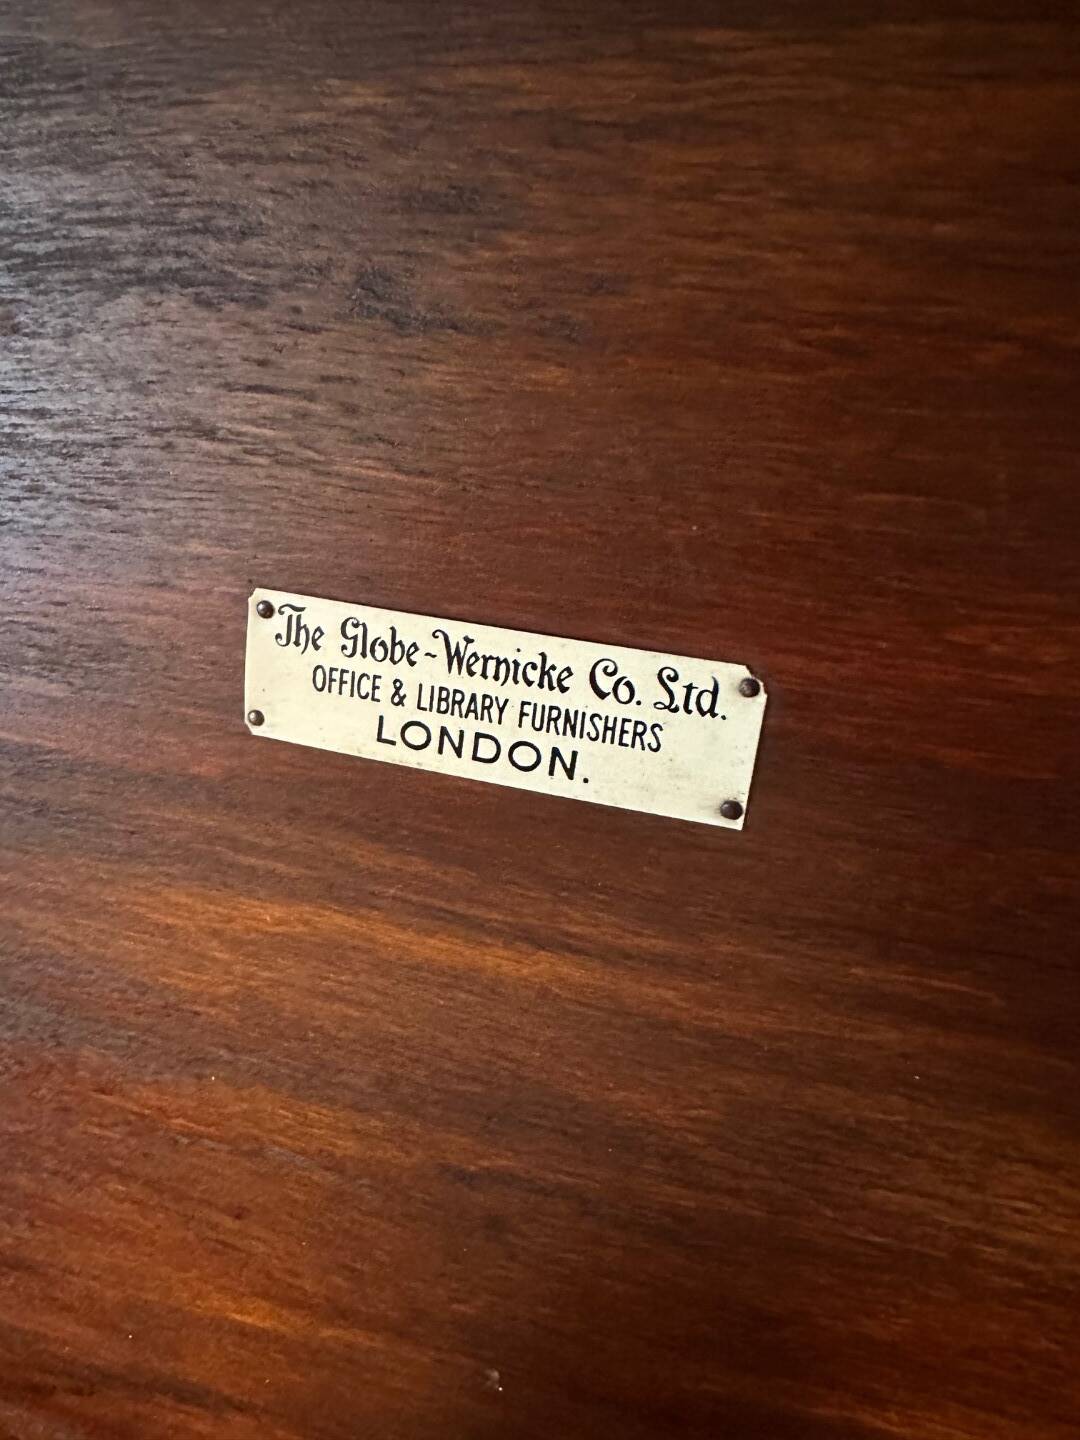 The Globe-Wernicke Co. Ltd.
OFFICE & LIBRARY FURNISHERS
LONDON.